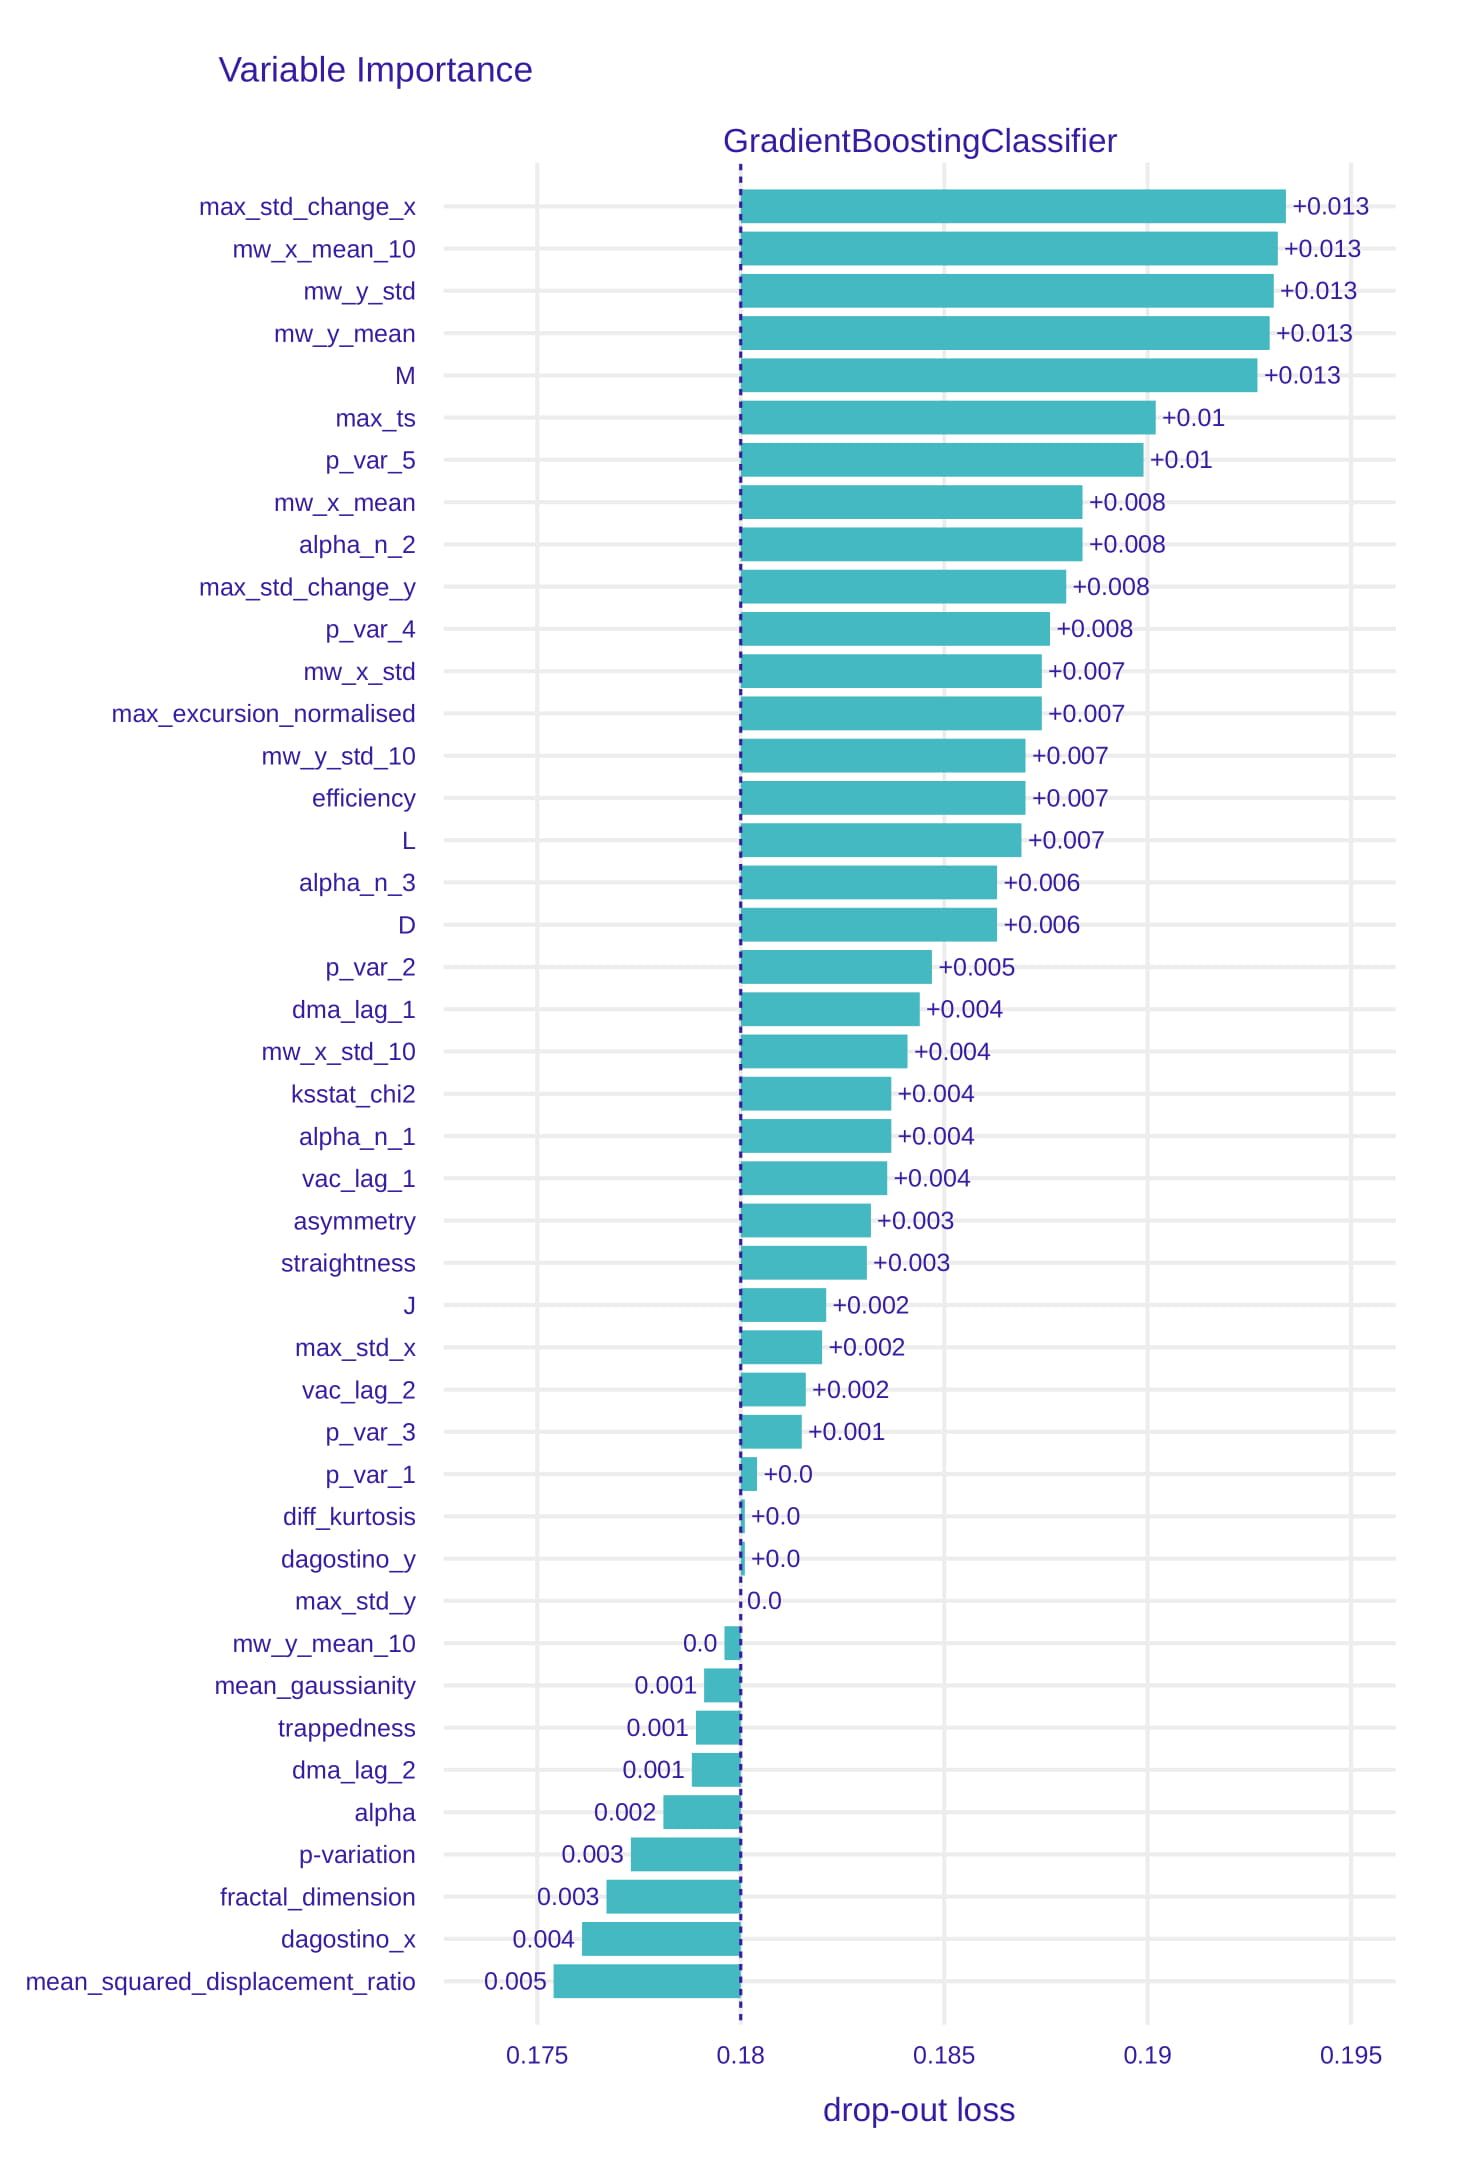 Variable Importance
GradientBoostingClassifier
max_std_change_x +0.013
mw_x_mean_10 +0.013
mw_y_std +0.013
mw_y_mean +0.013
M +0.013
max_ts +0.01
p_var_5 +0.01
mw_x_mean +0.008
alpha_n_2 +0.008
max_std_change_y +0.008
p_var_4 +0.008
mw_x_std +0.007
max_excursion_normalised +0.007
mw_y_std_10 +0.007
efficiency +0.007
L +0.007
alpha_n_3 +0.006
D +0.006
p_var_2 +0.005
dma_lag_1 +0.004
mw_x_std_10 +0.004
ksstat_chi2 +0.004
alpha_n_1 +0.004
vac_lag_1 +0.004
asymmetry +0.003
straightness +0.003
J +0.002
max_std_x +0.002
vac_lag_2 +0.002
p_var_3 +0.001
p_var_1 +0.0
diff_kurtosis +0.0
dagostino_y +0.0
max_std_y 0.0
mw_y_mean_10 0.0
mean_gaussianity 0.001
trappedness 0.001
dma_lag_2 0.001
alpha 0.002
p-variation 0.003
fractal_dimension 0.003
dagostino_x 0.004
mean_squared_displacement_ratio 0.005
0.175 0.18 0.185 0.19 0.195
drop-out loss